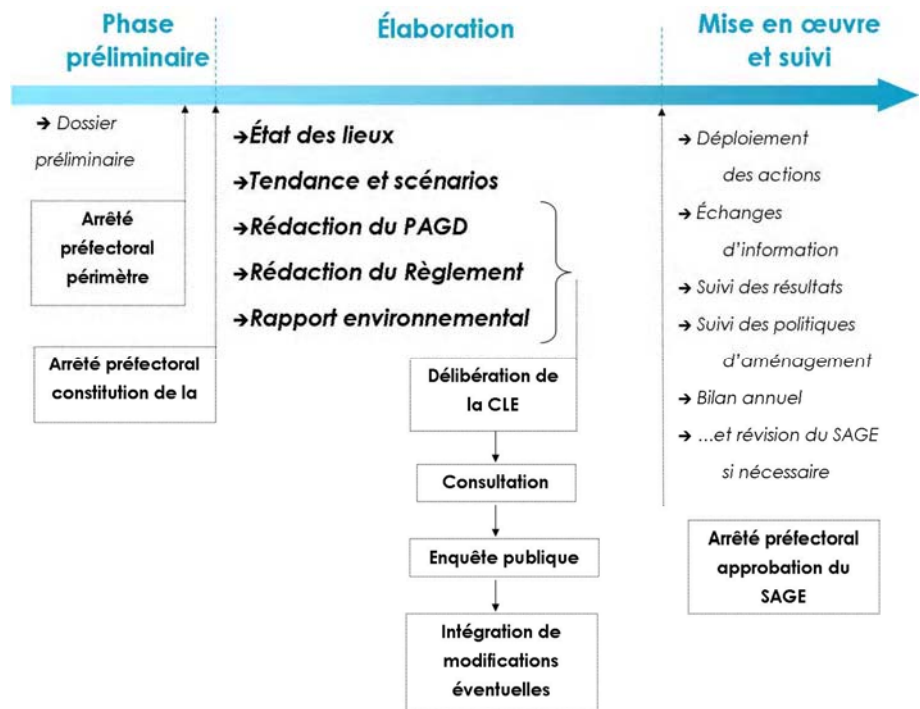 Phase
préliminaire
Élaboration
Mise en œuvre
et suivi
➔ Dossier
préliminaire
Arrêté
préfectoral
périmètre
Arrêté préfectoral
constitution de la
➔État des lieux
➔Tendance et scénarios
➔Rédaction du PAGD
➔Rédaction du Règlement
➔Rapport environnemental
Délibération de
la CLE
Consultation
Enquête publique
Intégration de
modifications
éventuelles
➔ Déploiement
des actions
➔ Échanges
d'information
➔ Suivi des résultats
➔ Suivi des politiques
d'aménagement
➔ Bilan annuel
➔ ...et révision du SAGE
si nécessaire
Arrêté préfectoral
approbation du
SAGE